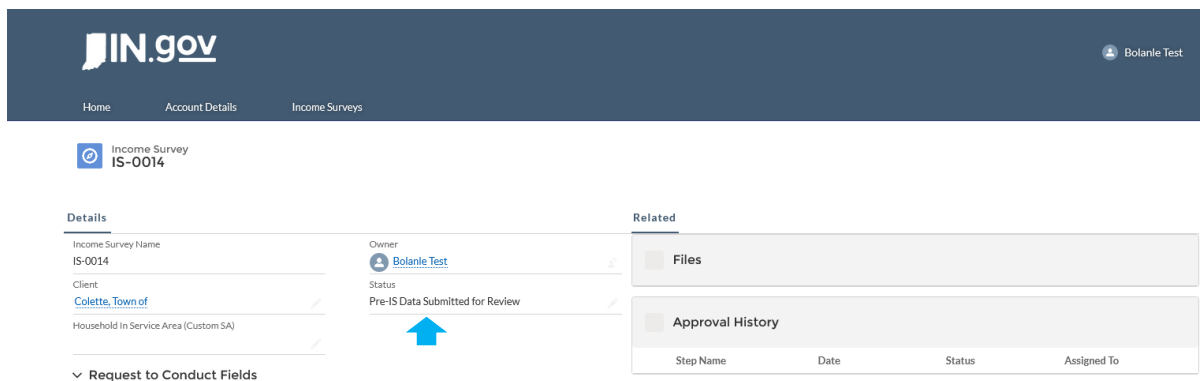 IN.gov
Bolanle Test
Home Account Details Income Surveys
Income Survey
IS-0014
Details
Income Survey Name
IS-0014
Owner
Bolanle Test
Client
Colette, Town of
Status
Pre-IS Data Submitted for Review
Household In Service Area (Custom SA)
Request to Conduct Fields
Related
Files
Approval History
Step Name Date Status Assigned To